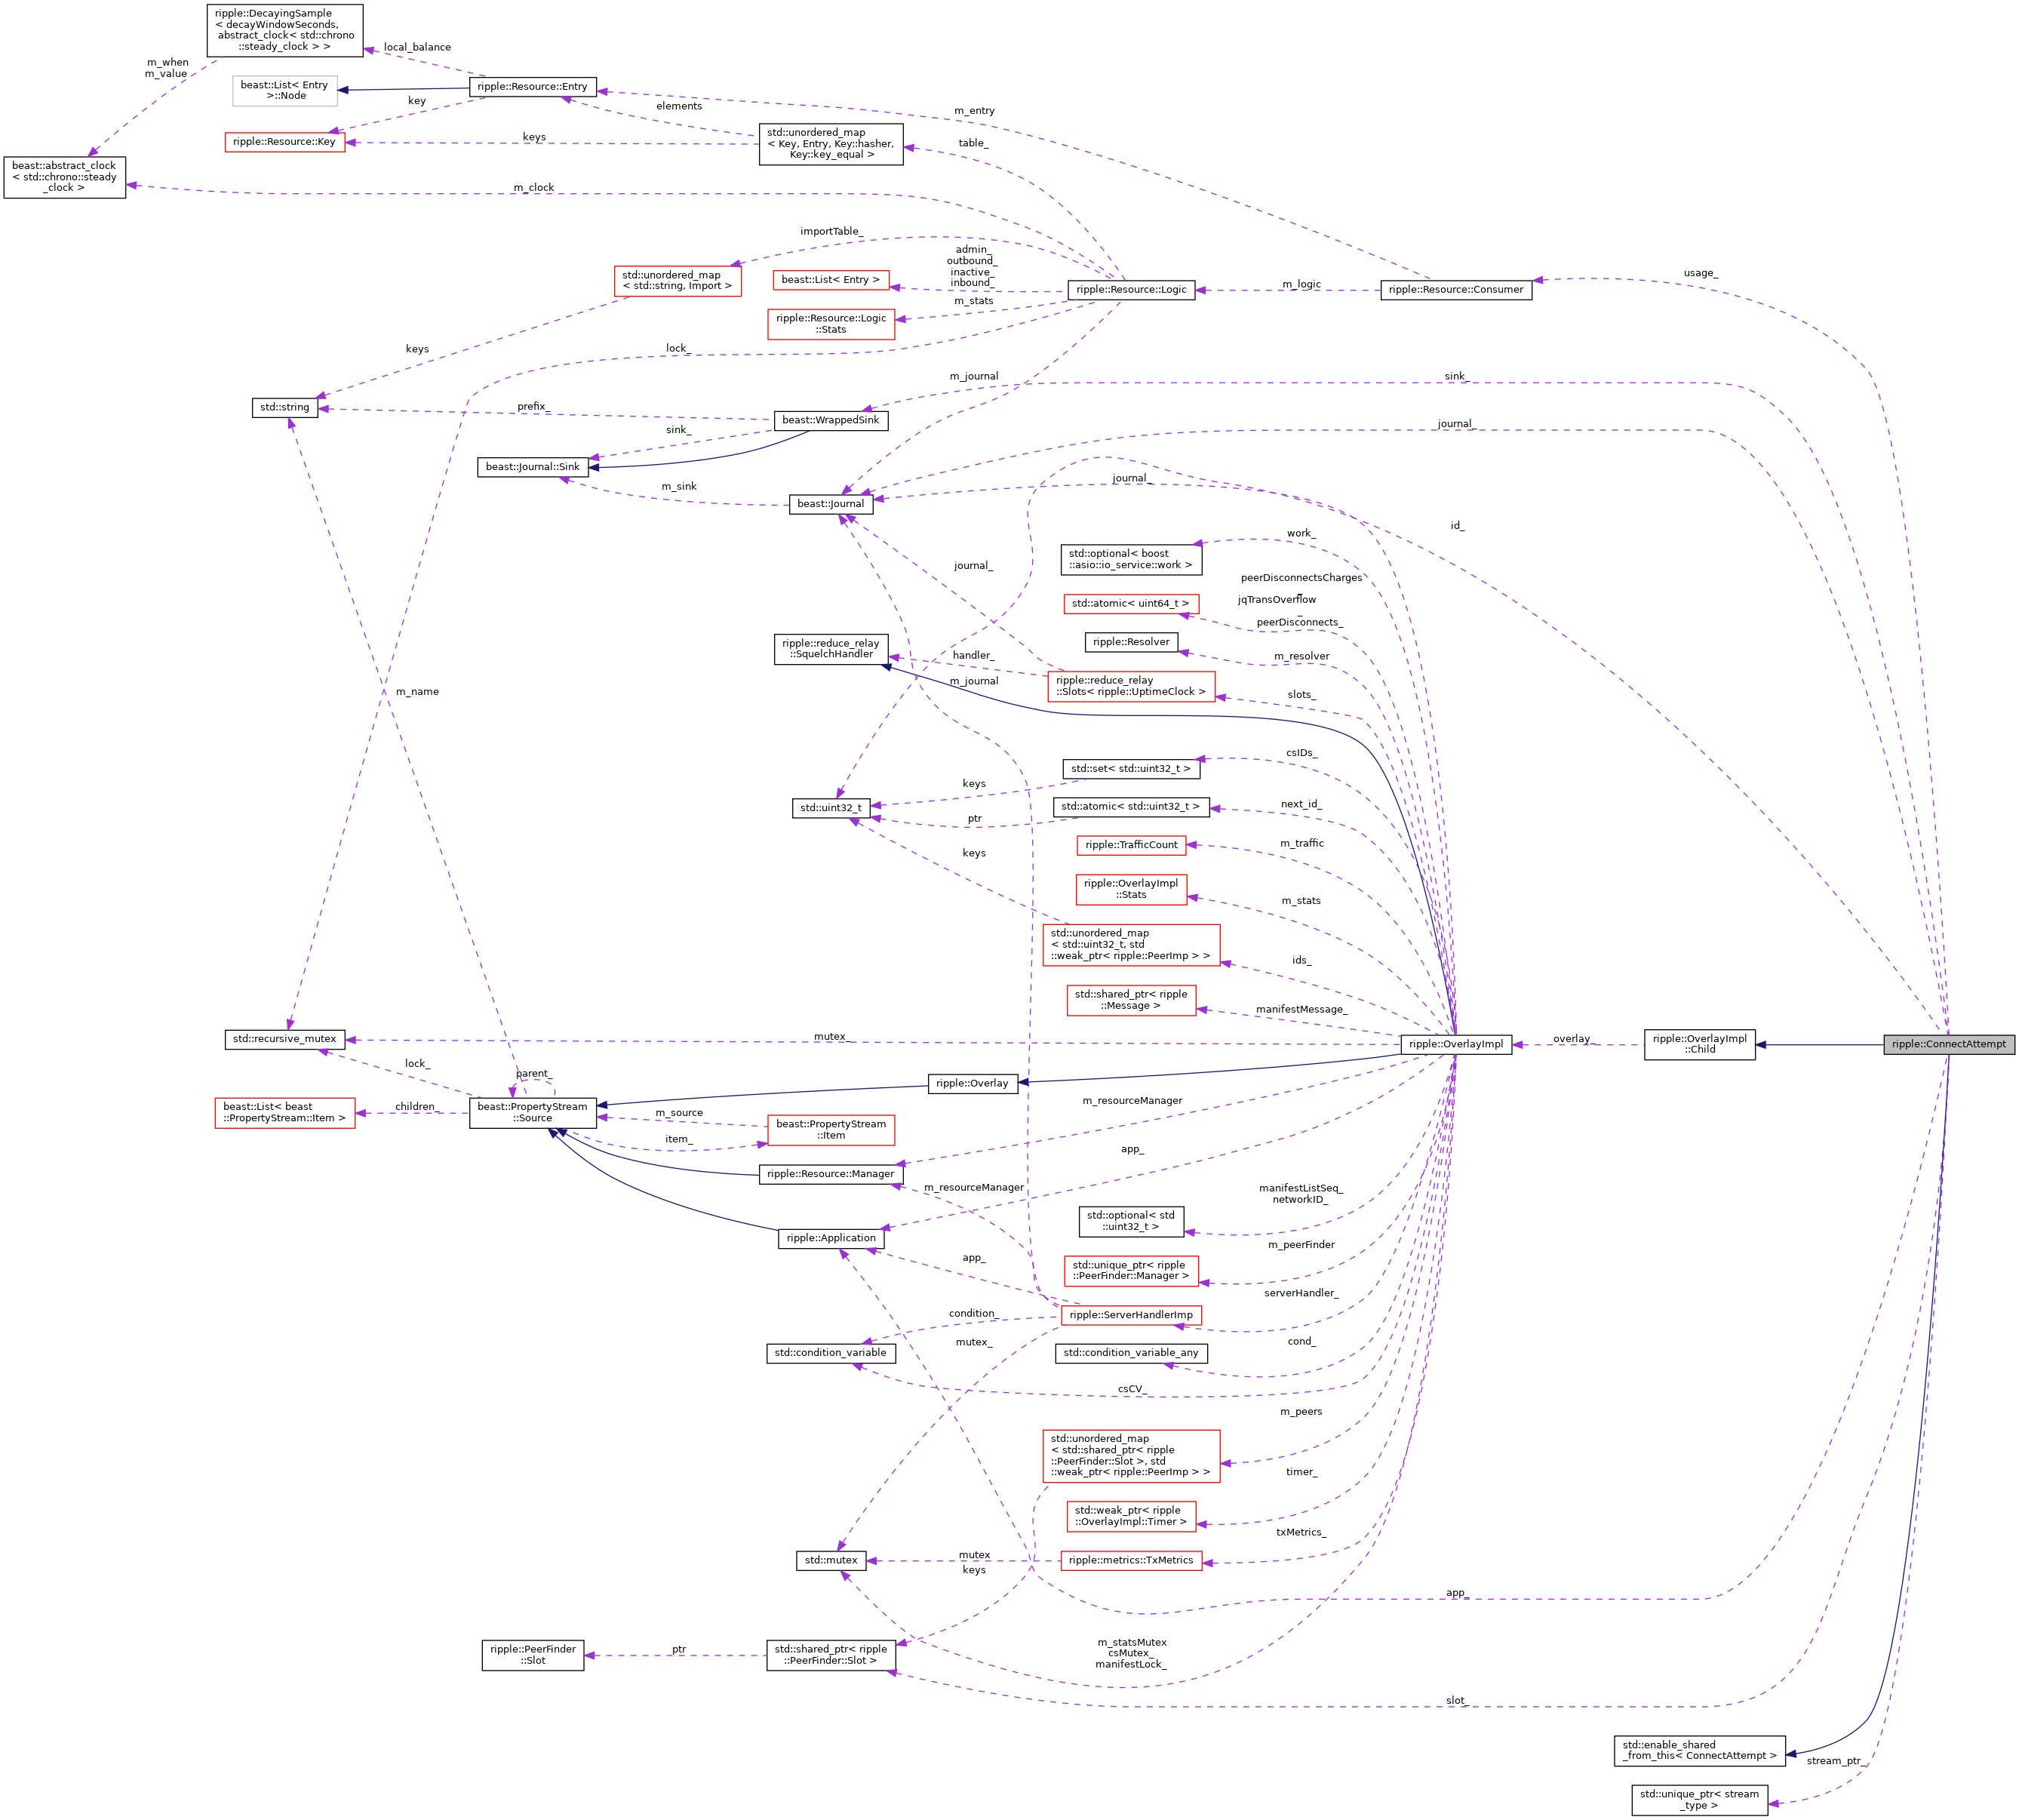 ripple::DecayingSample
< decayWindowSeconds,
abstract_clock< std::chrono
::steady_clock > >
local_balance
m_when
m_value
beast::List< Entry
>::Node
ripple::Resource::Entry
key
elements
m_entry
ripple::Resource::Key
keys
std::unordered_map
< Key, Entry, Key::hasher,
Key::key_equal >
table_
beast::abstract_clock
< std::chrono::steady
_clock >
m_clock
importTable_
std::unordered_map
< std::string, Import >
beast::List< Entry >
admin_
outbound_
inactive_
inbound_
ripple::Resource::Logic
m_logic
ripple::Resource::Consumer
usage_
m_stats
ripple::Resource::Logic
::Stats
keys
lock_
m_journal
sink_
std::string
prefix_
beast::WrappedSink
sink_
journal_
beast::Journal::Sink
m_sink
beast::Journal
journal_
id_
work_
std::optional< boost
::asio::io_service::work >
journal_
peerDisconnectsCharges
_
jqTransOverflow
_
peerDisconnects_
std::atomic< uint64_t >
ripple::Resolver
m_resolver
ripple::reduce_relay
::SquelchHandler
handler_
m_journal
ripple::reduce_relay
::Slots< ripple::UptimeClock >
slots_
m_name
csIDs_
std::set< std::uint32_t >
keys
std::uint32_t
std::atomic< std::uint32_t >
next_id_
ptr
ripple::TrafficCount
m_traffic
keys
ripple::OverlayImpl
::Stats
m_stats
std::unordered_map
< std::uint32_t, std
::weak_ptr< ripple::PeerImp > >
ids_
std::shared_ptr< ripple
::Message >
manifestMessage_
std::recursive_mutex
mutex_
ripple::OverlayImpl
overlay_
ripple::OverlayImpl
::Child
ripple::ConnectAttempt
lock_
parent_
ripple::Overlay
beast::List< beast
::PropertyStream::Item >
children_
beast::PropertyStream
::Source
m_source
item_
beast::PropertyStream
::Item
m_resourceManager
app_
ripple::Resource::Manager
m_resourceManager
manifestListSeq_
networkID_
std::optional< std
::uint32_t >
ripple::Application
app_
m_peerFinder
std::unique_ptr< ripple
::PeerFinder::Manager >
serverHandler_
ripple::ServerHandlerImp
condition_
mutex_
cond_
std::condition_variable
std::condition_variable_any
csCV_
m_peers
std::unordered_map
< std::shared_ptr< ripple
::PeerFinder::Slot >, std
::weak_ptr< ripple::PeerImp > >
timer_
std::weak_ptr< ripple
::OverlayImpl::Timer >
txMetrics_
std::mutex
mutex
keys
ripple::metrics::TxMetrics
app_
ripple::PeerFinder
::Slot
ptr
std::shared_ptr< ripple
::PeerFinder::Slot >
m_statsMutex
csMutex_
manifestLock_
slot_
std::enable_shared
_from_this< ConnectAttempt >
stream_ptr_
std::unique_ptr< stream
_type >